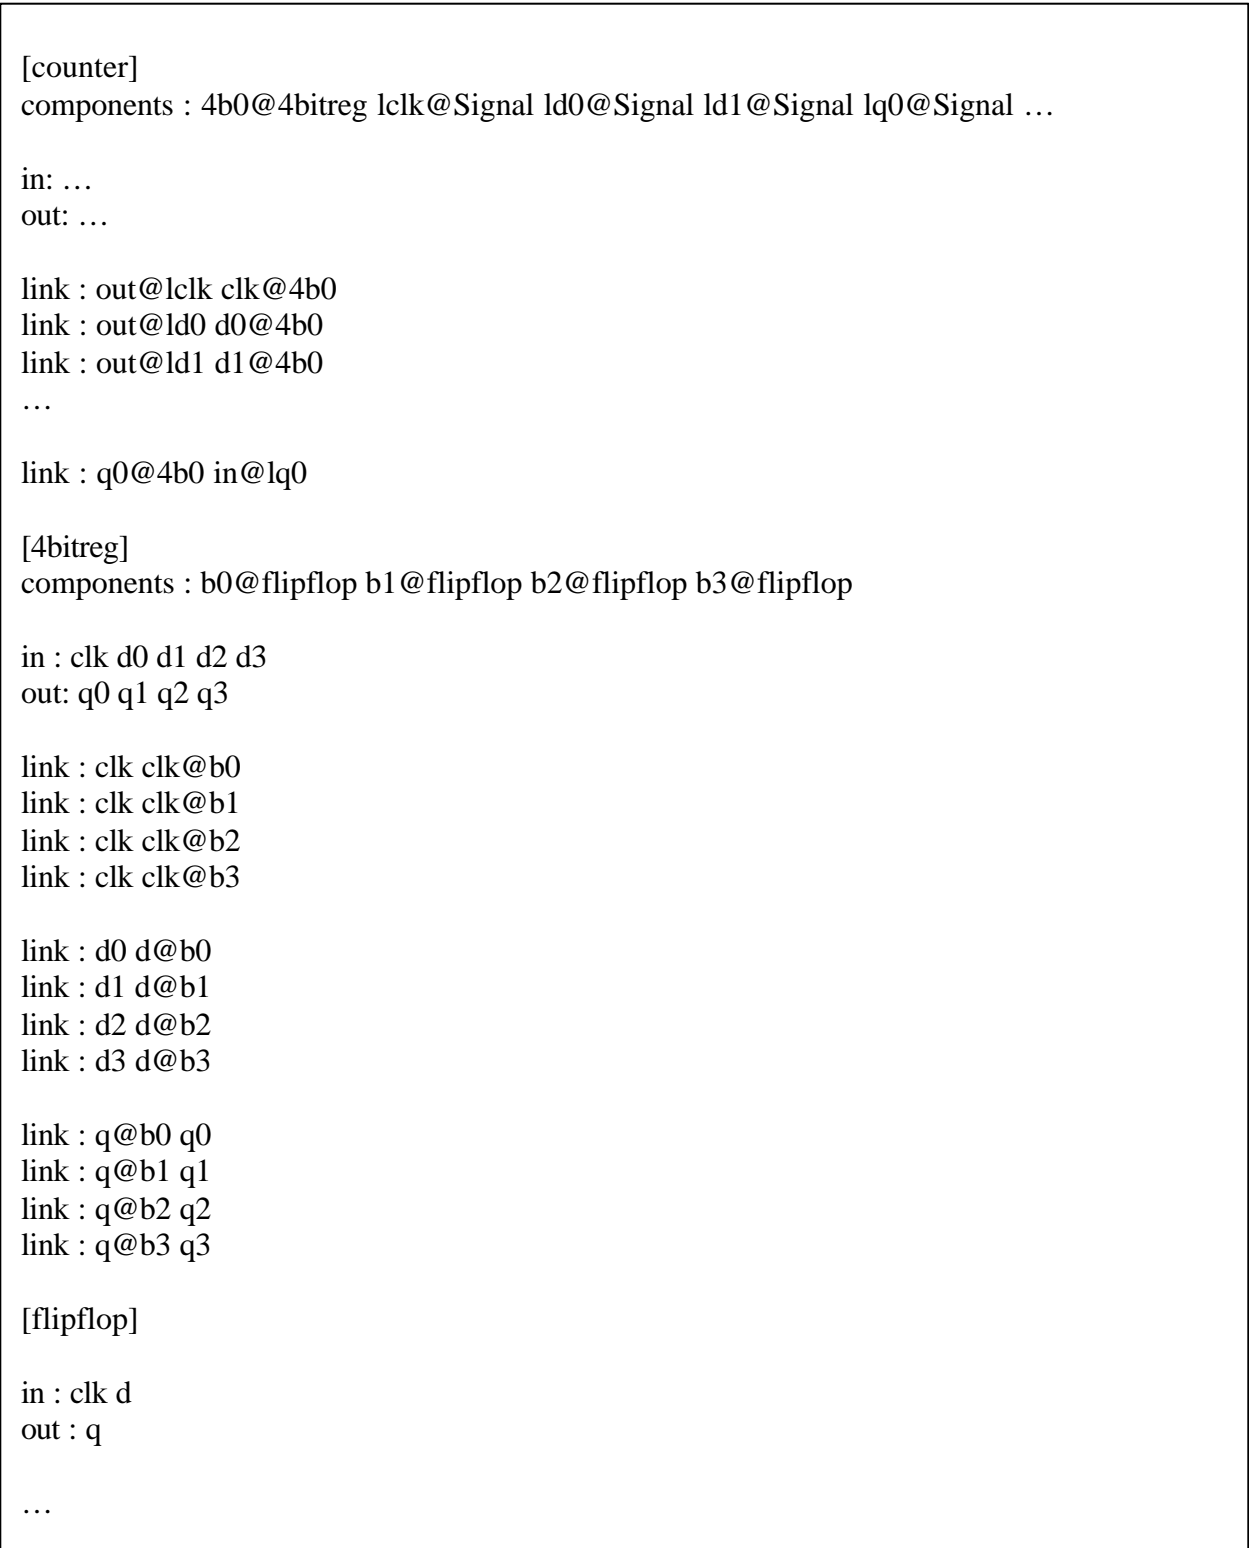 [counter]
components : 4b0@4bitreg lclk@Signal ld0@Signal ld1@Signal lq0@Signal …
in: …
out: …
link : out@lclk clk@4b0
link : out@ld0 d0@4b0
link : out@ld1 d1@4b0
…
link : q0@4b0 in@lq0
[4bitreg]
components : b0@flipflop b1@flipflop b2@flipflop b3@flipflop
in : clk d0 d1 d2 d3
out: q0 q1 q2 q3
link : clk clk@b0
link : clk clk@b1
link : clk clk@b2
link : clk clk@b3
link : d0 d@b0
link : d1 d@b1
link : d2 d@b2
link : d3 d@b3
link : q@b0 q0
link : q@b1 q1
link : q@b2 q2
link : q@b3 q3
[flipflop]
in : clk d
out : q
…